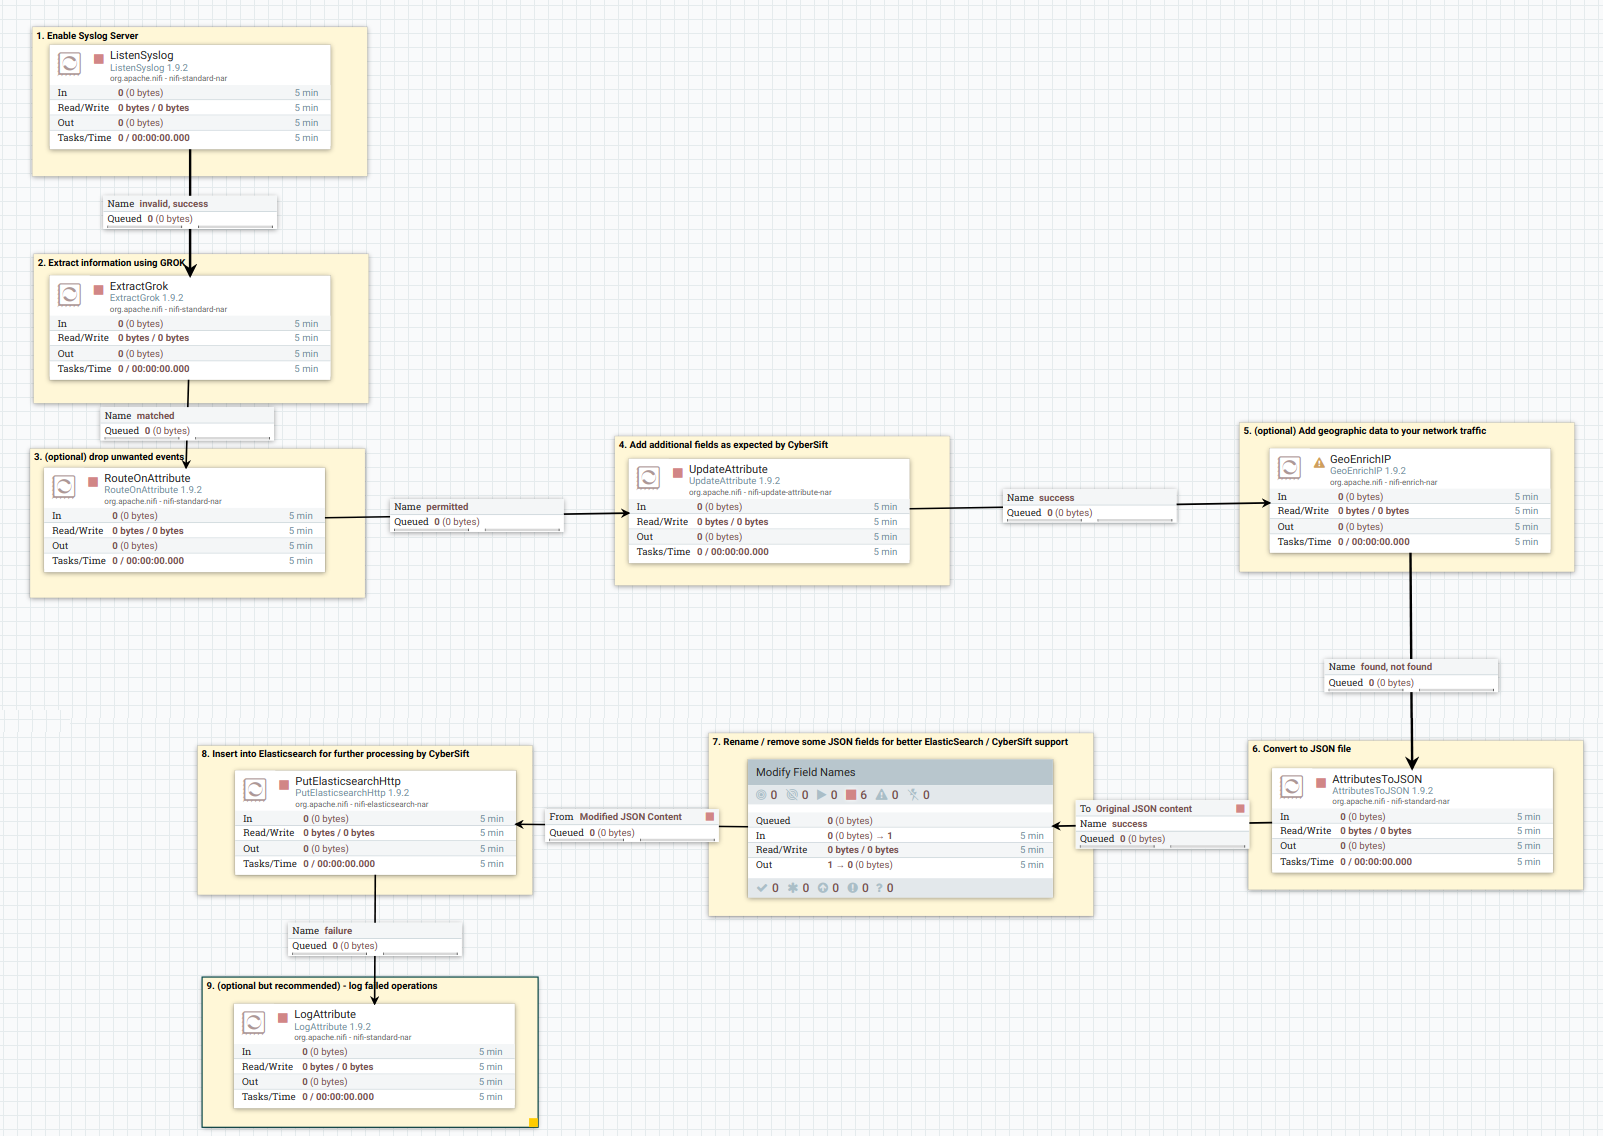 1. Enable Syslog Server
ListenSyslog
ListenSyslog 1.9.2
org.apache.nifi - nifi-standard-nar
In 0 (0 bytes) 5 min
Read/Write 0 bytes / 0 bytes 5 min
Out 0 (0 bytes) 5 min
Tasks/Time 0 / 00:00:00.000 5 min
Name invalid, success
Queued 0 (0 bytes)
2. Extract information using GROK
ExtractGrok
ExtractGrok 1.9.2
org.apache.nifi - nifi-standard-nar
In 0 (0 bytes) 5 min
Read/Write 0 bytes / 0 bytes 5 min
Out 0 (0 bytes) 5 min
Tasks/Time 0 / 00:00:00.000 5 min
Name matched
Queued 0 (0 bytes)
3. (optional) drop unwanted events
RouteOnAttribute
RouteOnAttribute 1.9.2
org.apache.nifi - nifi-standard-nar
In 0 (0 bytes) 5 min
Read/Write 0 bytes / 0 bytes 5 min
Out 0 (0 bytes) 5 min
Tasks/Time 0 / 00:00:00.000 5 min
Name permitted
Queued 0 (0 bytes)
4. Add additional fields as expected by CyberSift
UpdateAttribute
UpdateAttribute 1.9.2
org.apache.nifi - nifi-update-attribute-nar
In 0 (0 bytes) 5 min
Read/Write 0 bytes / 0 bytes 5 min
Out 0 (0 bytes) 5 min
Tasks/Time 0 / 00:00:00.000 5 min
Name success
Queued 0 (0 bytes)
5. (optional) Add geographic data to your network traffic
GeoEnrichIP
GeoEnrichIP 1.9.2
org.apache.nifi - nifi-enrich-nar
In 0 (0 bytes) 5 min
Read/Write 0 bytes / 0 bytes 5 min
Out 0 (0 bytes) 5 min
Tasks/Time 0 / 00:00:00.000 5 min
Name found, not found
Queued 0 (0 bytes)
6. Convert to JSON file
AttributesToJSON
AttributesToJSON 1.9.2
org.apache.nifi - nifi-standard-nar
In 0 (0 bytes) 5 min
Read/Write 0 bytes / 0 bytes 5 min
Out 0 (0 bytes) 5 min
Tasks/Time 0 / 00:00:00.000 5 min
To Original JSON content
Name success
Queued 0 (0 bytes)
7. Rename / remove some JSON fields for better ElasticSearch / CyberSift support
Modify Field Names
0 0 0 6 0 0
Queued 0 (0 bytes)
In 0 (0 bytes) → 1 5 min
Read/Write 0 bytes / 0 bytes 5 min
Out 1 → 0 (0 bytes) 5 min
0 0 0 0 ? 0
From Modified JSON Content
Queued 0 (0 bytes)
8. Insert into Elasticsearch for further processing by CyberSift
PutElasticsearchHttp
PutElasticsearchHttp 1.9.2
org.apache.nifi - nifi-elasticsearch-nar
In 0 (0 bytes) 5 min
Read/Write 0 bytes / 0 bytes 5 min
Out 0 (0 bytes) 5 min
Tasks/Time 0 / 00:00:00.000 5 min
Name failure
Queued 0 (0 bytes)
9. (optional but recommended) - log failed operations
LogAttribute
LogAttribute 1.9.2
org.apache.nifi - nifi-standard-nar
In 0 (0 bytes) 5 min
Read/Write 0 bytes / 0 bytes 5 min
Out 0 (0 bytes) 5 min
Tasks/Time 0 / 00:00:00.000 5 min